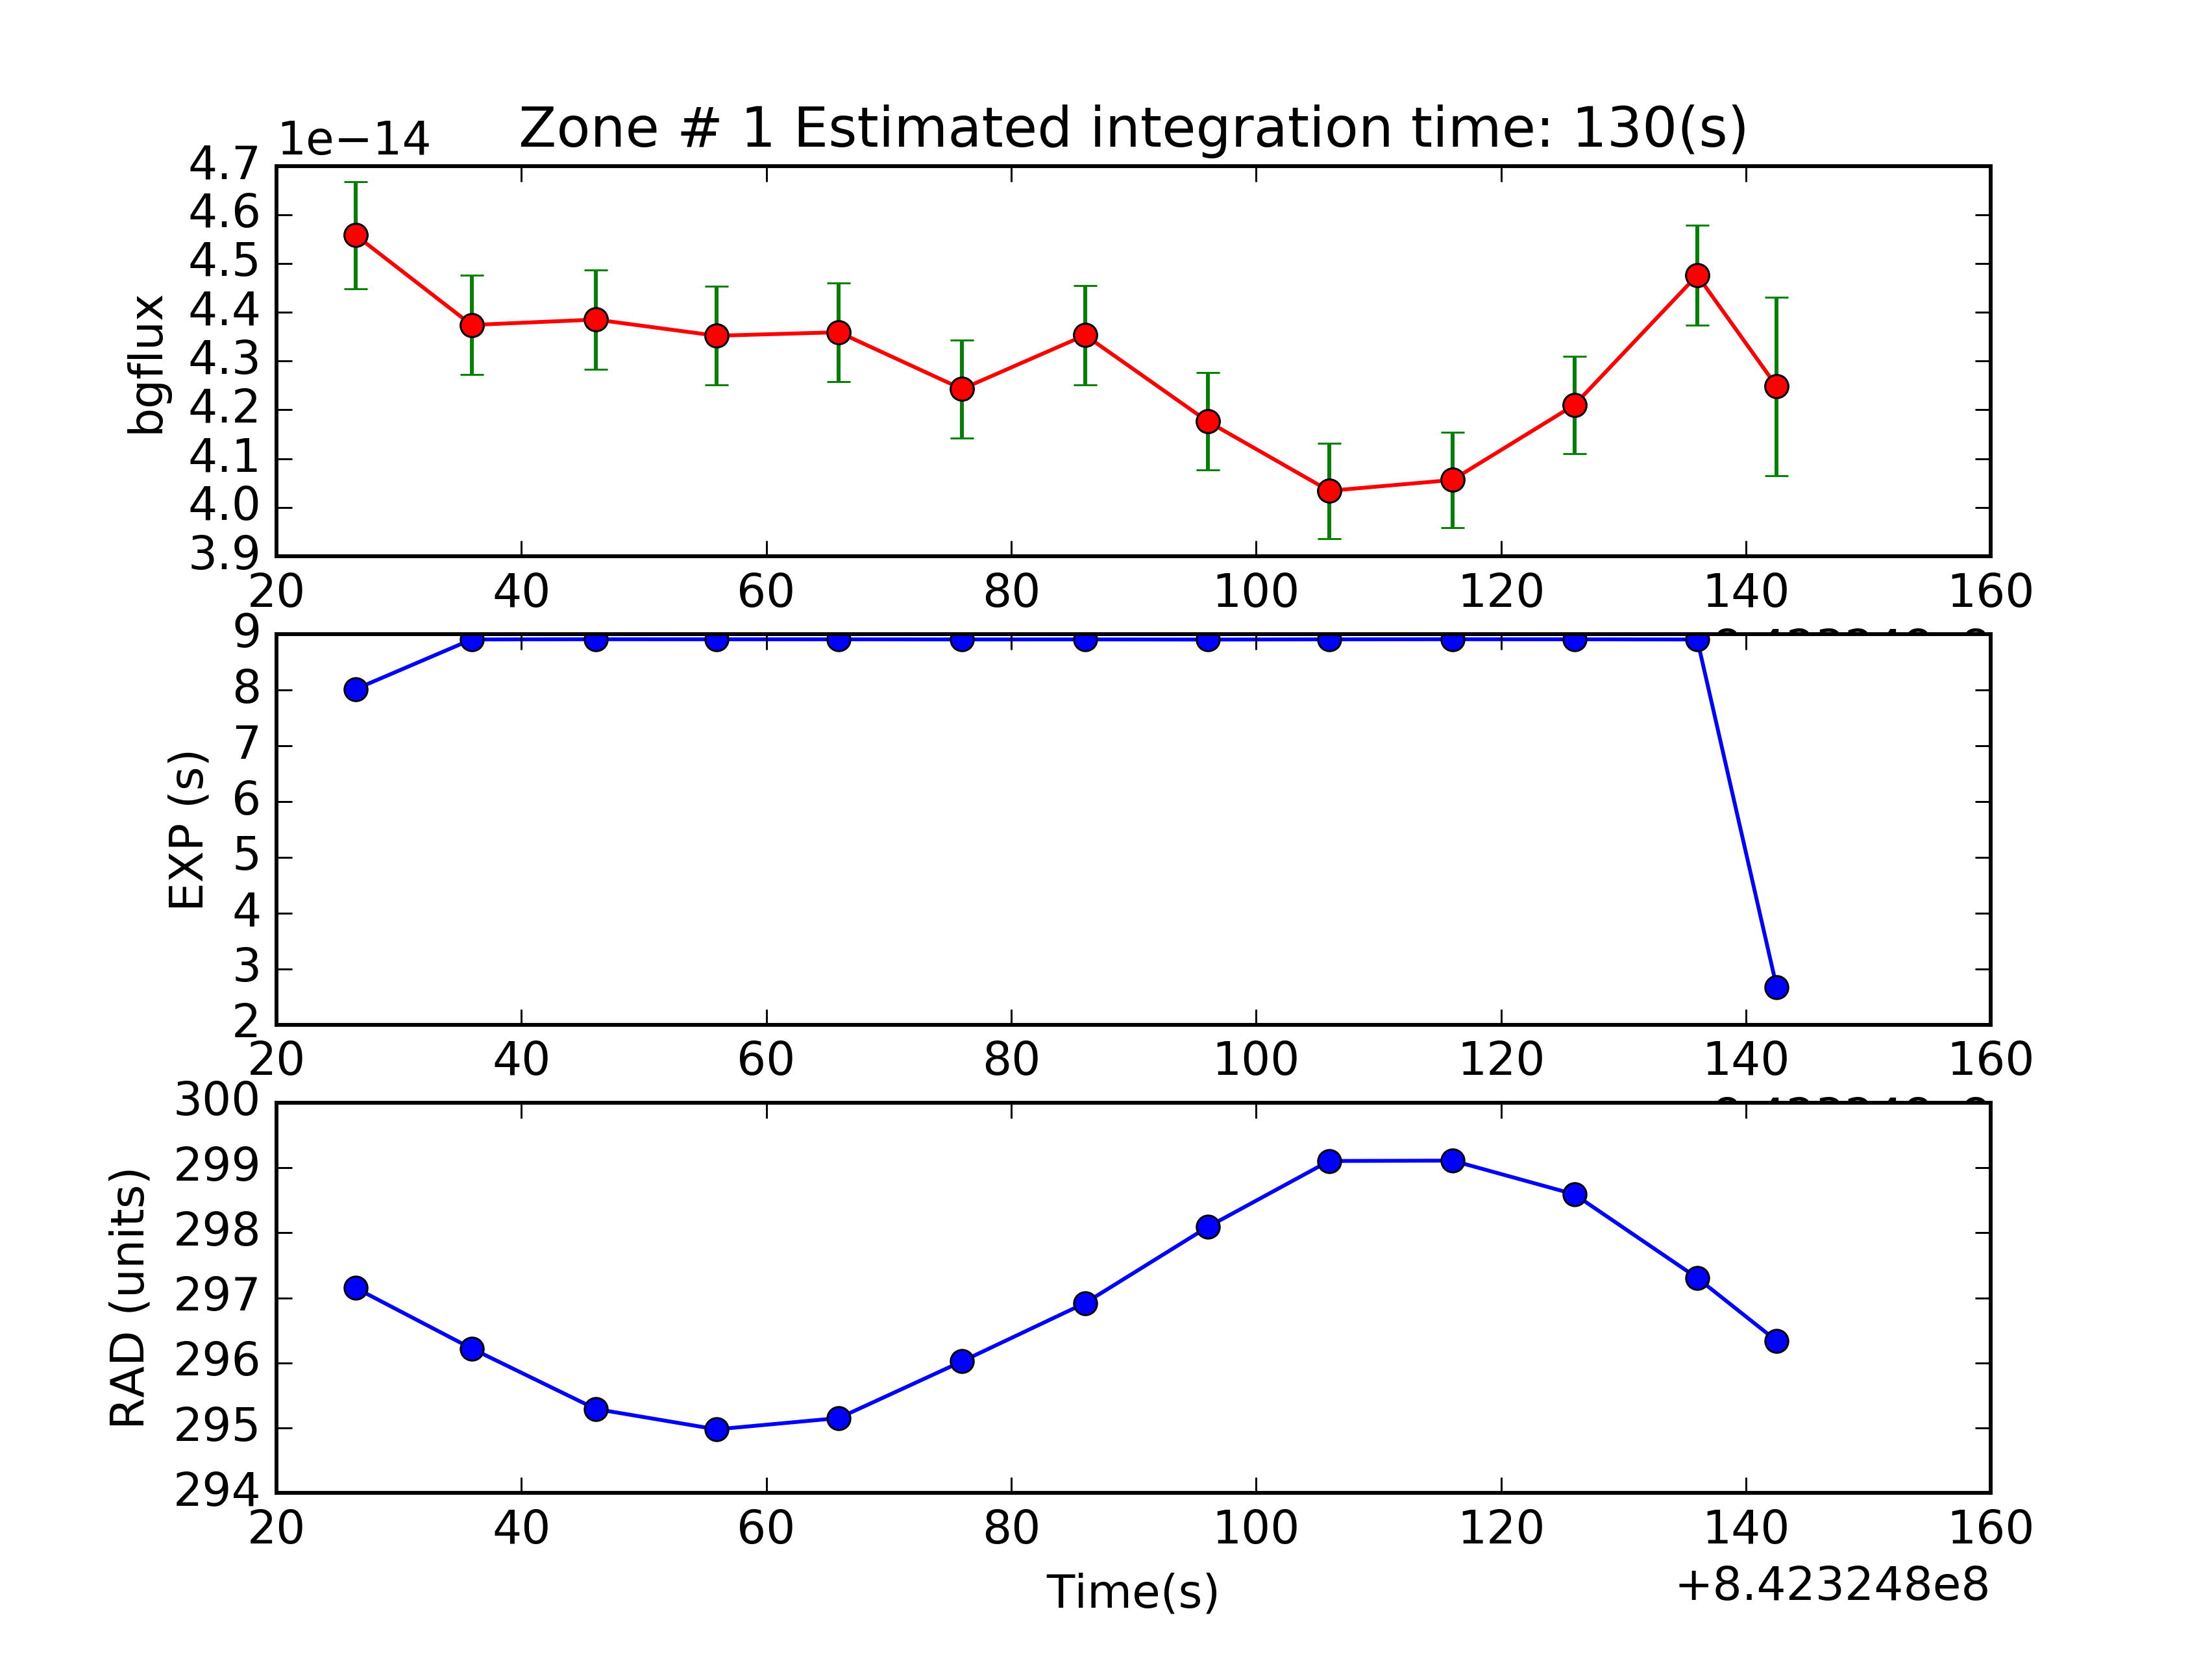 Zone # 1 Estimated integration time: 130(s)
1e−14
4.7
4.6
4.5
4.4
4.3
4.2
4.1
4.0
3.9
bgflux
20 40 60 80 100 120 140 160
9
8
7
6
5
4
3
2
EXP (s)
20 40 60 80 100 120 140 160
300
299
298
297
296
295
294
RAD (units)
20 40 60 80 100 120 140 160
Time(s)
+8.423248e8